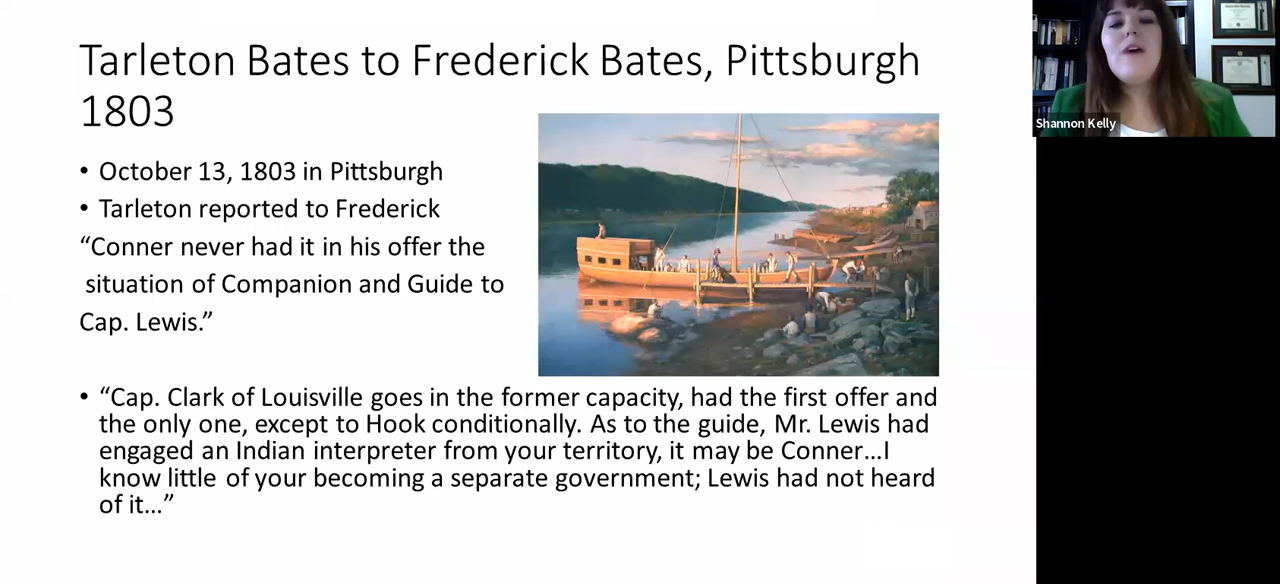 Tarleton Bates to Frederick Bates, Pittsburgh
1803
• October 13, 1803 in Pittsburgh
• Tarleton reported to Frederick
“Conner never had it in his offer the
situation of Companion and Guide to
Cap. Lewis.”
• “Cap. Clark of Louisville goes in the former capacity, had the first offer and
the only one, except to Hook conditionally. As to the guide, Mr. Lewis had
engaged an Indian interpreter from your territory, it may be Conner…I
know little of your becoming a separate government; Lewis had not heard
of it…”
Shannon Kelly